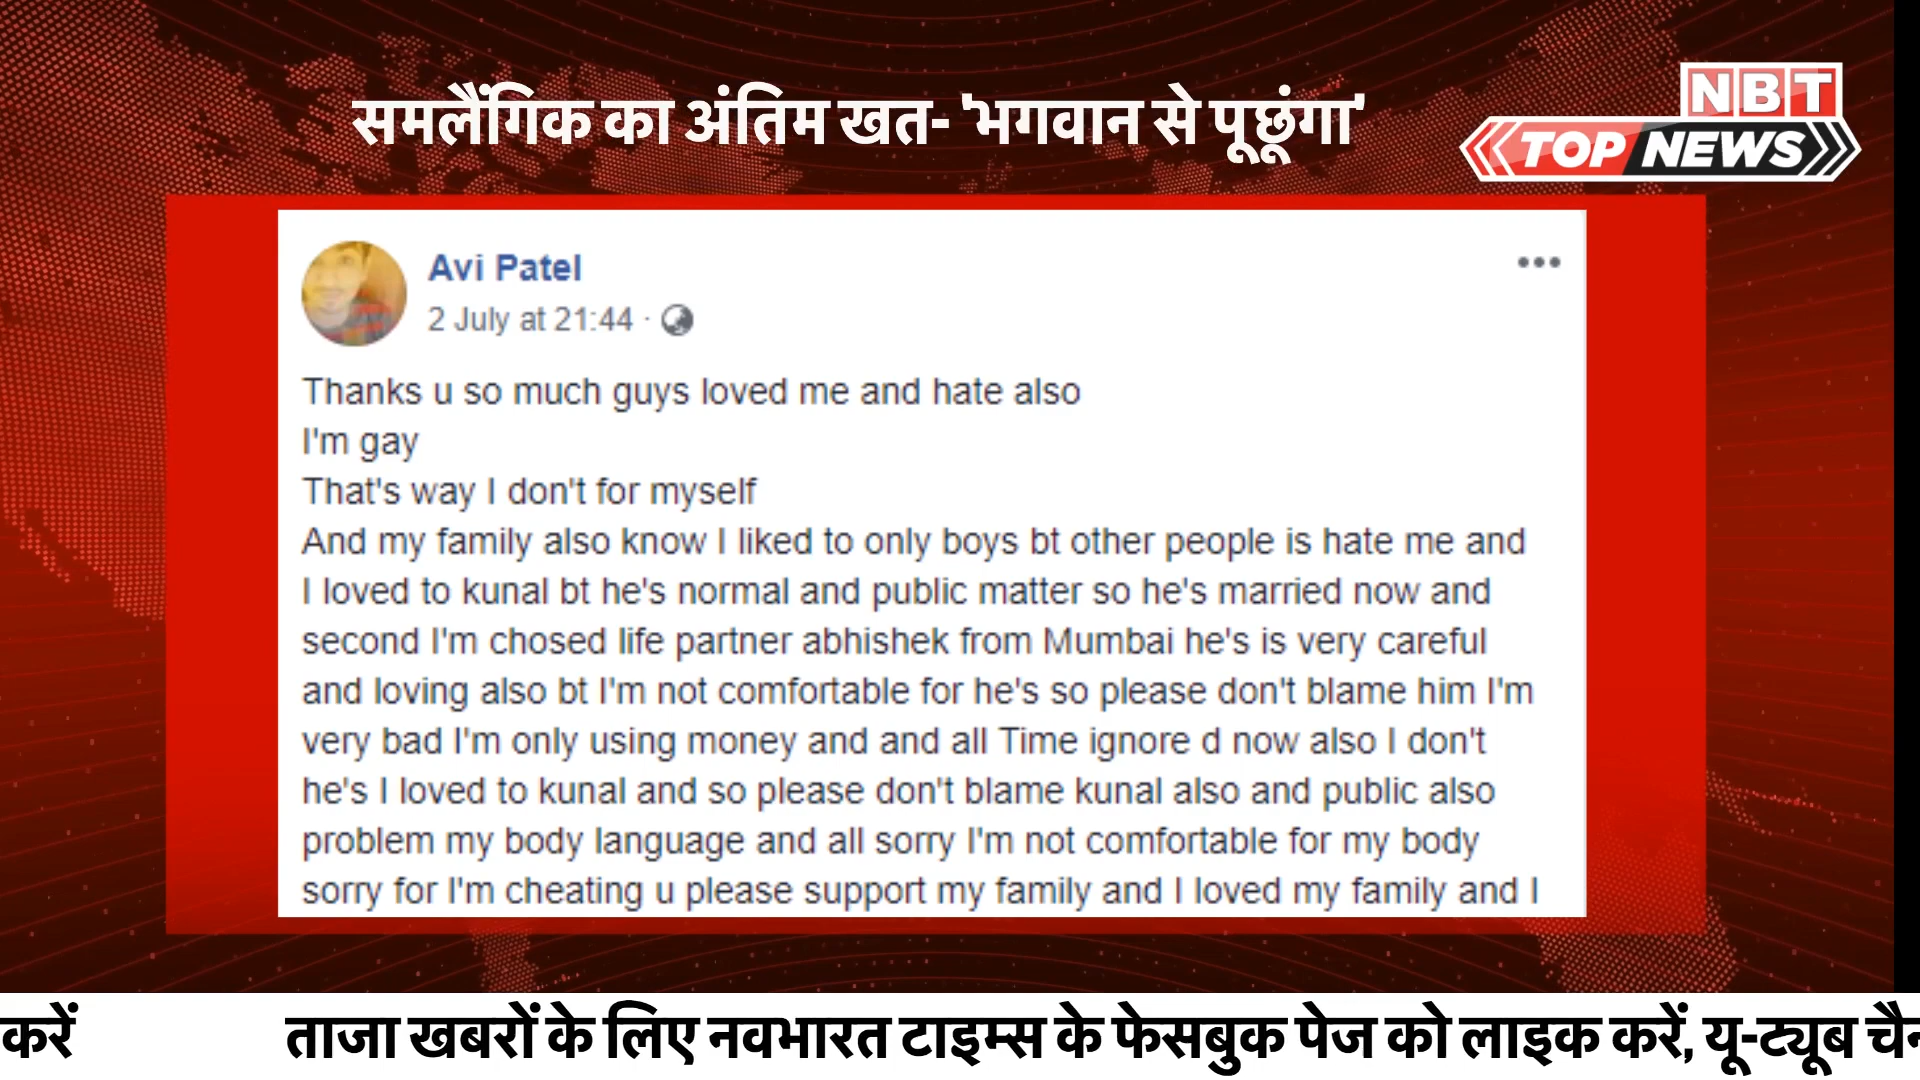 समलैंगिक का अंतिम खत- 'भगवान से पूछूंगा'
NBT
TOP NEWS
Avi Patel
2 July at 21:44 ·
Thanks u so much guys loved me and hate also
I'm gay
That's way I don't for myself
And my family also know I liked to only boys bt other people is hate me and
I loved to kunal bt he's normal and public matter so he's married now and
second I'm chosed life partner abhishek from Mumbai he's is very careful
and loving also bt I'm not comfortable for he's so please don't blame him I'm
very bad I'm only using money and and all Time ignore d now also I don't
he's I loved to kunal and so please don't blame kunal also and public also
problem my body language and all sorry I'm not comfortable for my body
sorry for I'm cheating u please support my family and I loved my family and I
करें ताजा खबरों के लिए नवभारत टाइम्स के फेसबुक पेज को लाइक करें, यू-ट्यूब